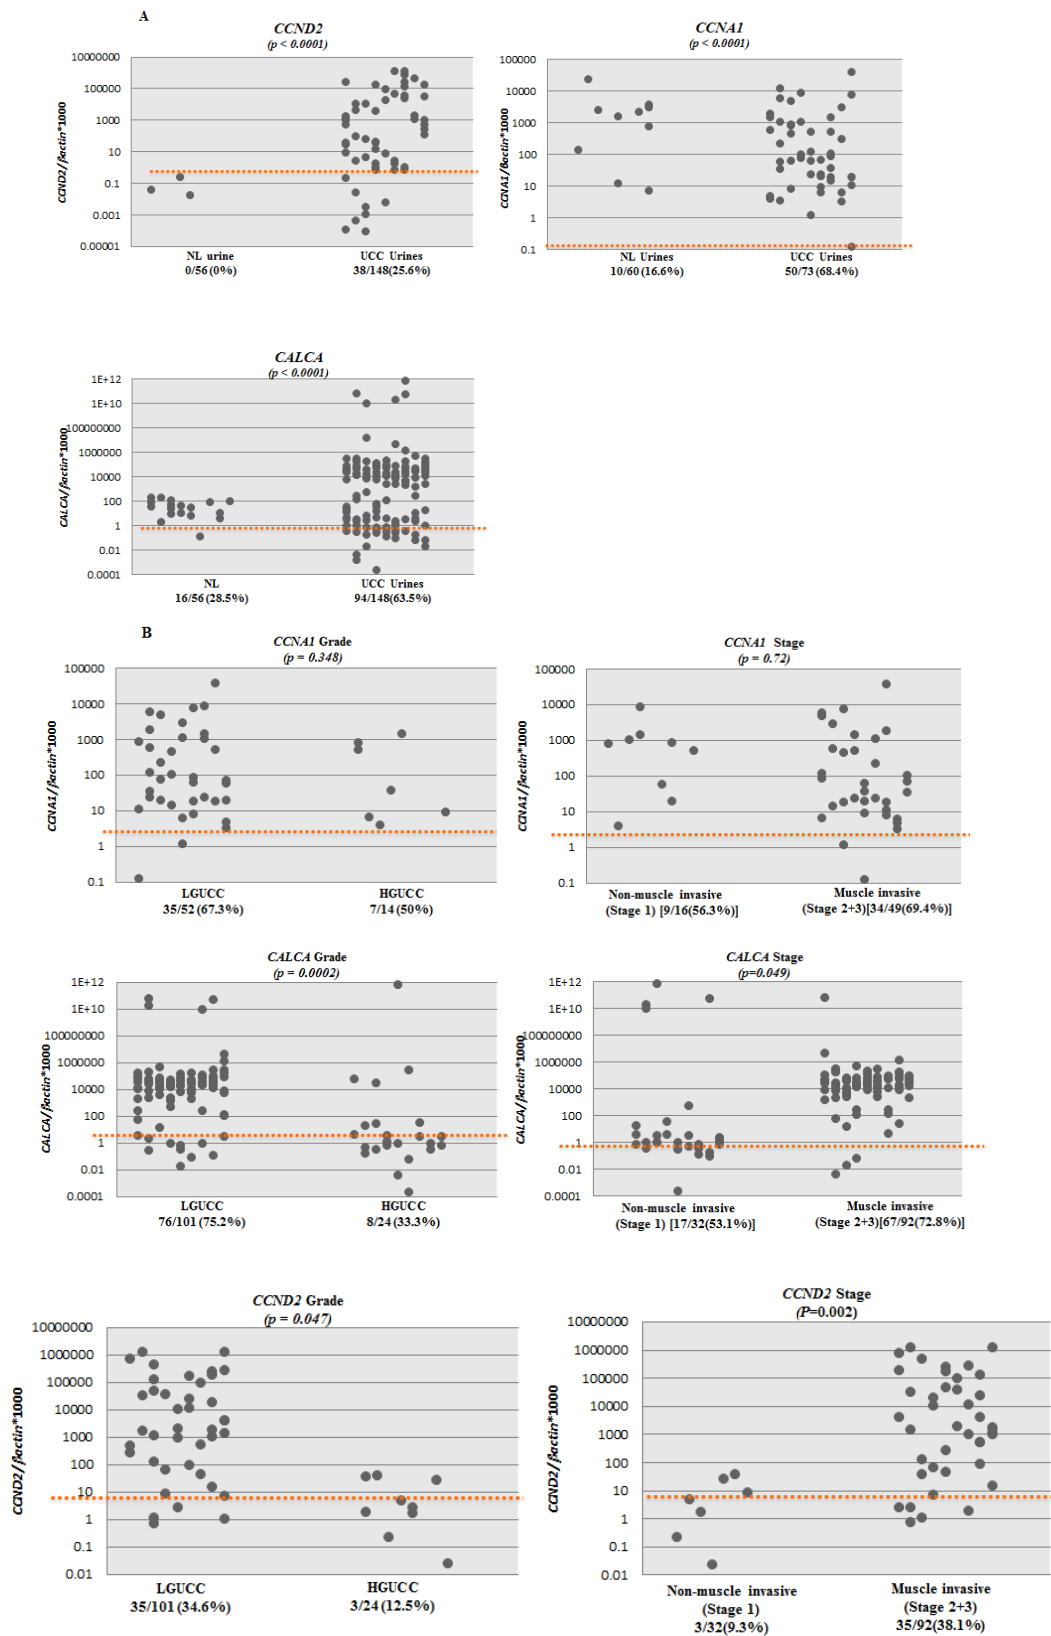 A
CCND2
(p < 0.0001)
CCND2/βactin*1000
10000000
100000
1000
10
0.1
0.001
0.00001
NL urine
0/56 (0%)
UCC Urines
38/148(25.6%)
CCNA1
(p < 0.0001)
CCNA1/βactin*1000
100000
10000
1000
100
10
1
0.1
NL Urines
10/60 (16.6%)
UCC Urines
50/73 (68.4%)
CALCA
(p < 0.0001)
CALCA/βactin*1000
1E+12
1E+10
100000000
1000000
10000
100
1
0.01
0.0001
NL
16/56 (28.5%)
UCC Urines
94/148(63.5%)
B
CCNA1 Grade
(p = 0.348)
CCNA1/βactin*1000
100000
10000
1000
100
10
1
0.1
LGUCC
35/52 (67.3%)
HGUCC
7/14 (50%)
CCNA1 Stage
(p = 0.72)
CCNA1/βactin*1000
100000
10000
1000
100
10
1
0.1
Non-muscle invasive
(Stage 1) [9/16(56.3%)]
Muscle invasive
(Stage 2+3)[34/49(69.4%)]
CALCA Grade
(p = 0.0002)
CALCA/βactin*1000
1E+12
1E+10
100000000
1000000
10000
100
1
0.01
0.0001
LGUCC
76/101 (75.2%)
HGUCC
8/24 (33.3%)
CALCA Stage
(p=0.049)
CALCA/βactin*1000
1E+12
1E+10
100000000
1000000
10000
100
1
0.01
0.0001
Non-muscle invasive
(Stage 1) [17/32(53.1%)]
Muscle invasive
(Stage 2+3)[67/92(72.8%)]
CCND2 Grade
(p = 0.047)
CCND2/βactin*1000
10000000
1000000
100000
10000
1000
100
10
1
0.1
0.01
LGUCC
35/101 (34.6%)
HGUCC
3/24 (12.5%)
CCND2 Stage
(P=0.002)
CCND2/βactin*1000
10000000
1000000
100000
10000
1000
100
10
1
0.1
0.01
Non-muscle invasive
(Stage 1)
3/32(9.3%)
Muscle invasive
(Stage 2+3)
35/92(38.1%)